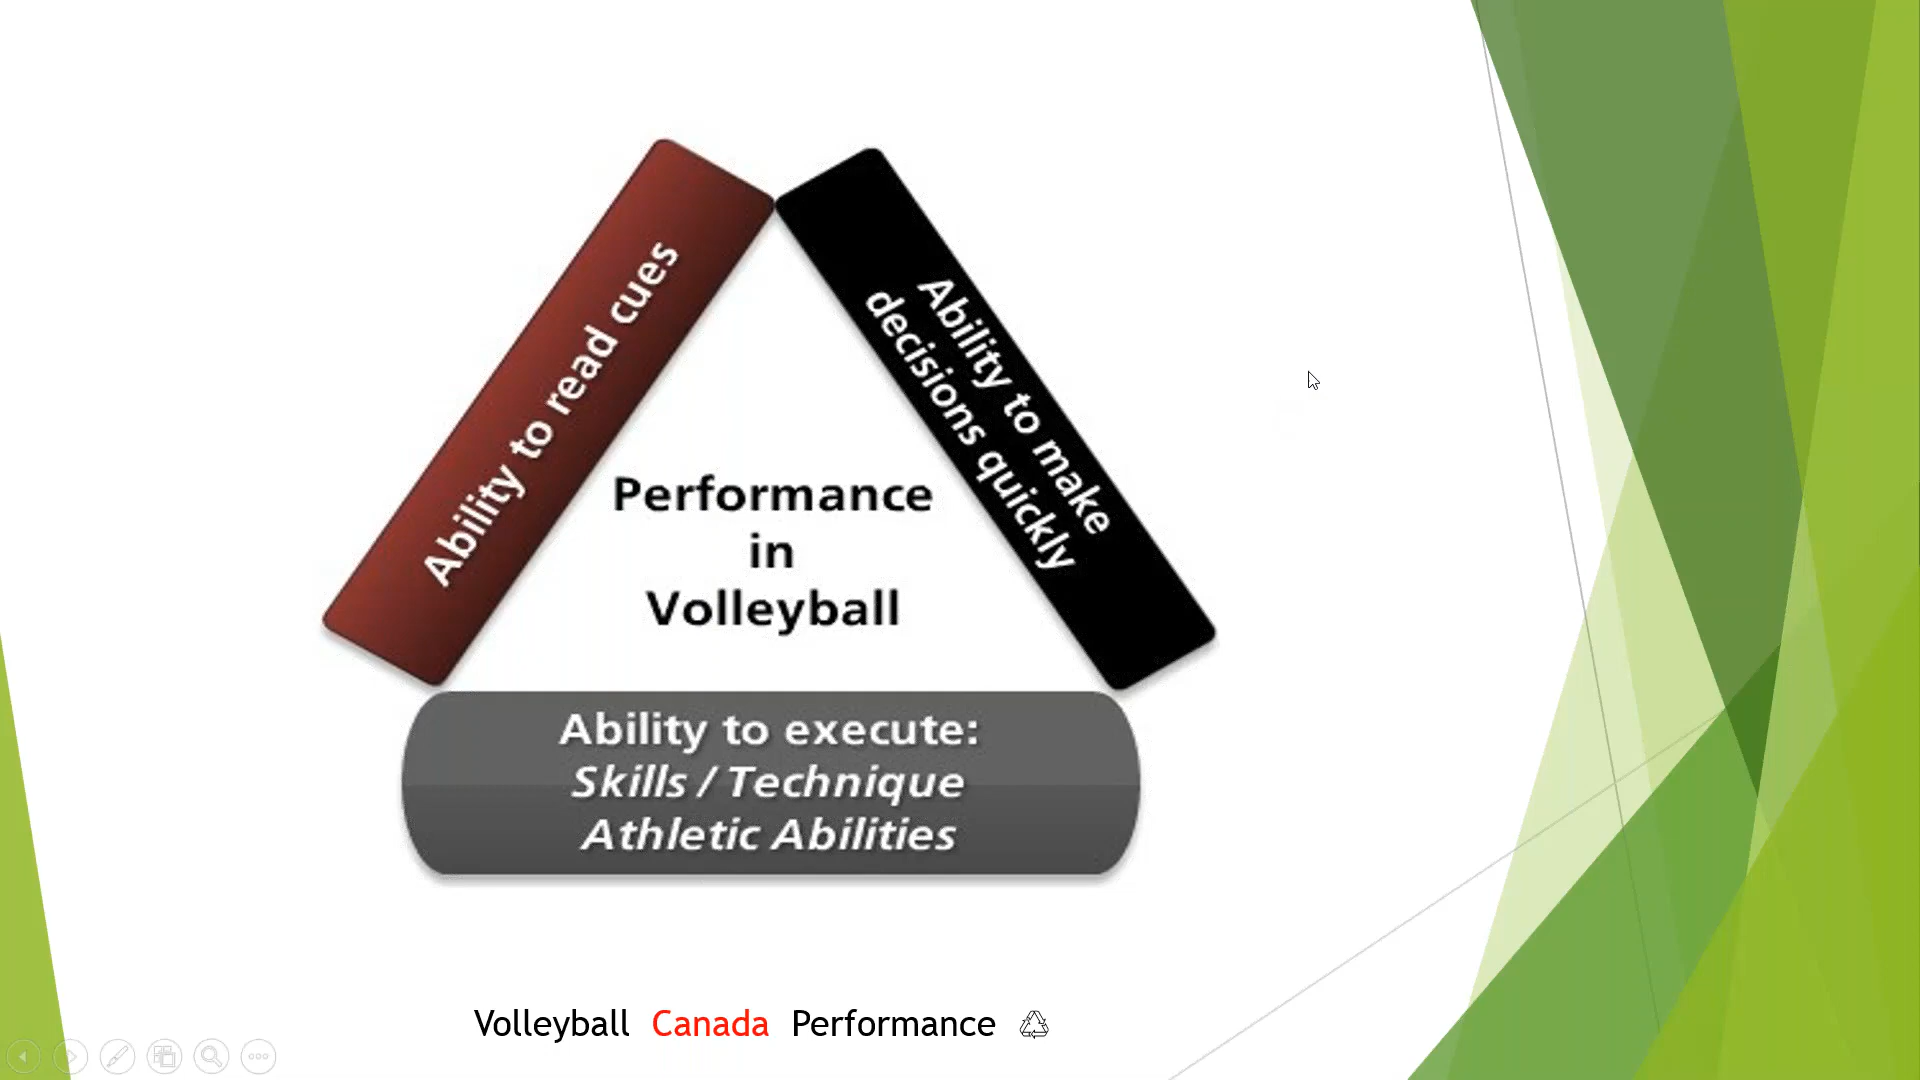 Ability to read cues
Ability to make
decisions quickly
Performance
in
Volleyball
Ability to execute:
Skills / Technique
Athletic Abilities
Volleyball Canada Performance ♺